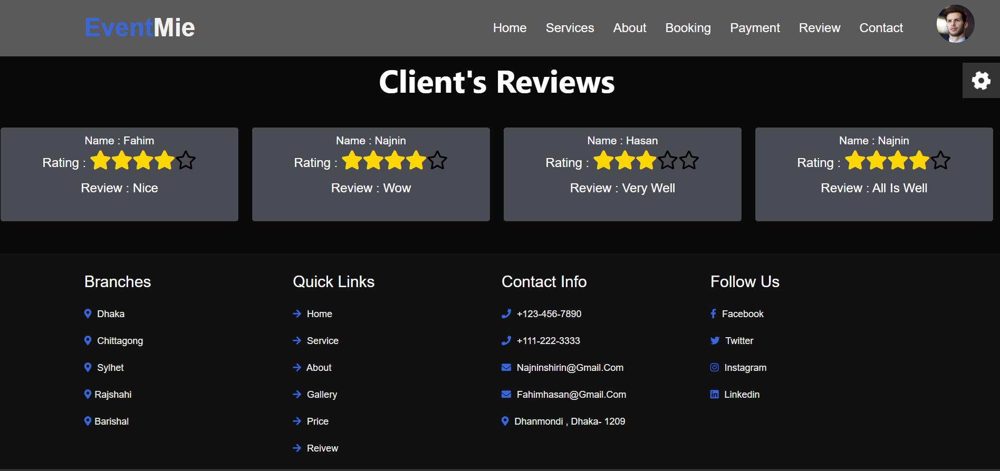 EventMie
Home Services About Booking Payment Review Contact
Client's Reviews
Name : Fahim
Rating :
Review : Nice
Name : Najnin
Rating :
Review : Wow
Name : Hasan
Rating :
Review : Very Well
Name : Najnin
Rating :
Review : All Is Well
Branches
Dhaka
Chittagong
Sylhet
Rajshahi
Barishal
Quick Links
Home
Service
About
Gallery
Price
Reivew
Contact Info
+123-456-7890
+111-222-3333
Najninshirin@Gmail.Com
Fahimhasan@Gmail.Com
Dhanmondi , Dhaka- 1209
Follow Us
Facebook
Twitter
Instagram
Linkedin